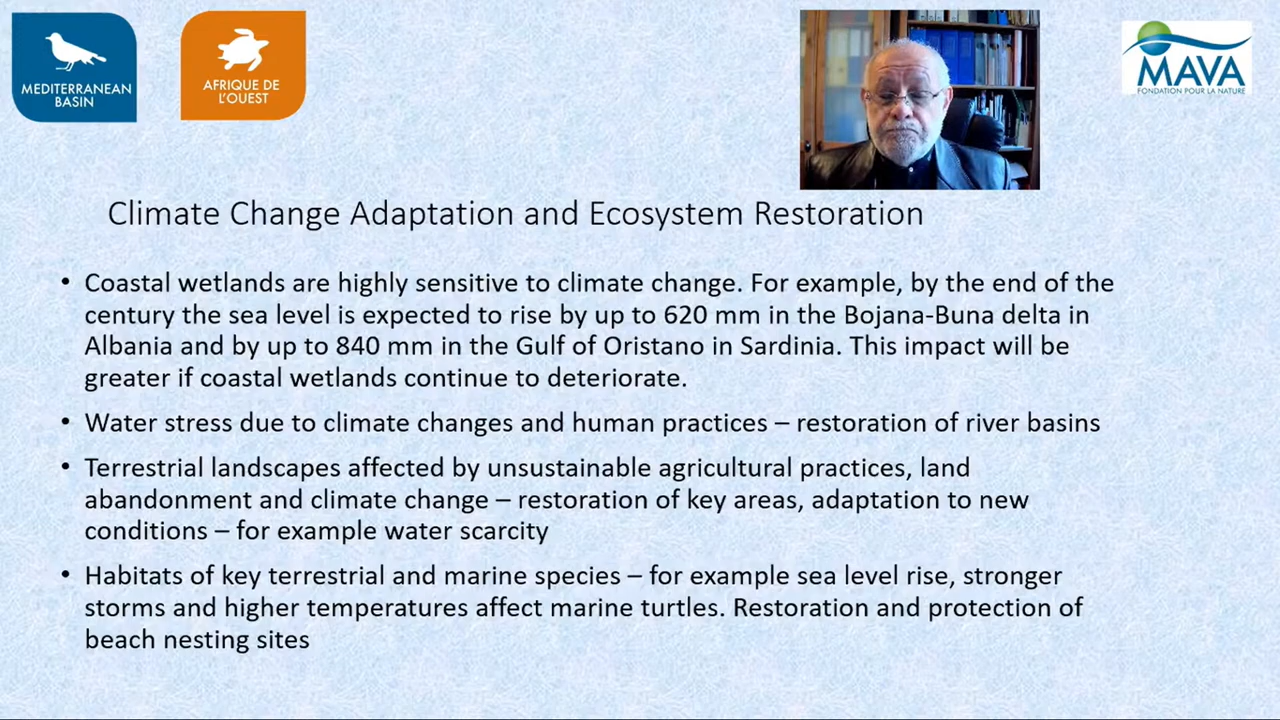 MEDITERRANEAN
BASIN
AFRIQUE DE
L'OUEST
MAVA
FONDATION POUR LA NATURE
Climate Change Adaptation and Ecosystem Restoration
• Coastal wetlands are highly sensitive to climate change. For example, by the end of the
century the sea level is expected to rise by up to 620 mm in the Bojana-Buna delta in
Albania and by up to 840 mm in the Gulf of Oristano in Sardinia. This impact will be
greater if coastal wetlands continue to deteriorate.
• Water stress due to climate changes and human practices – restoration of river basins
• Terrestrial landscapes affected by unsustainable agricultural practices, land
abandonment and climate change – restoration of key areas, adaptation to new
conditions – for example water scarcity
• Habitats of key terrestrial and marine species – for example sea level rise, stronger
storms and higher temperatures affect marine turtles. Restoration and protection of
beach nesting sites